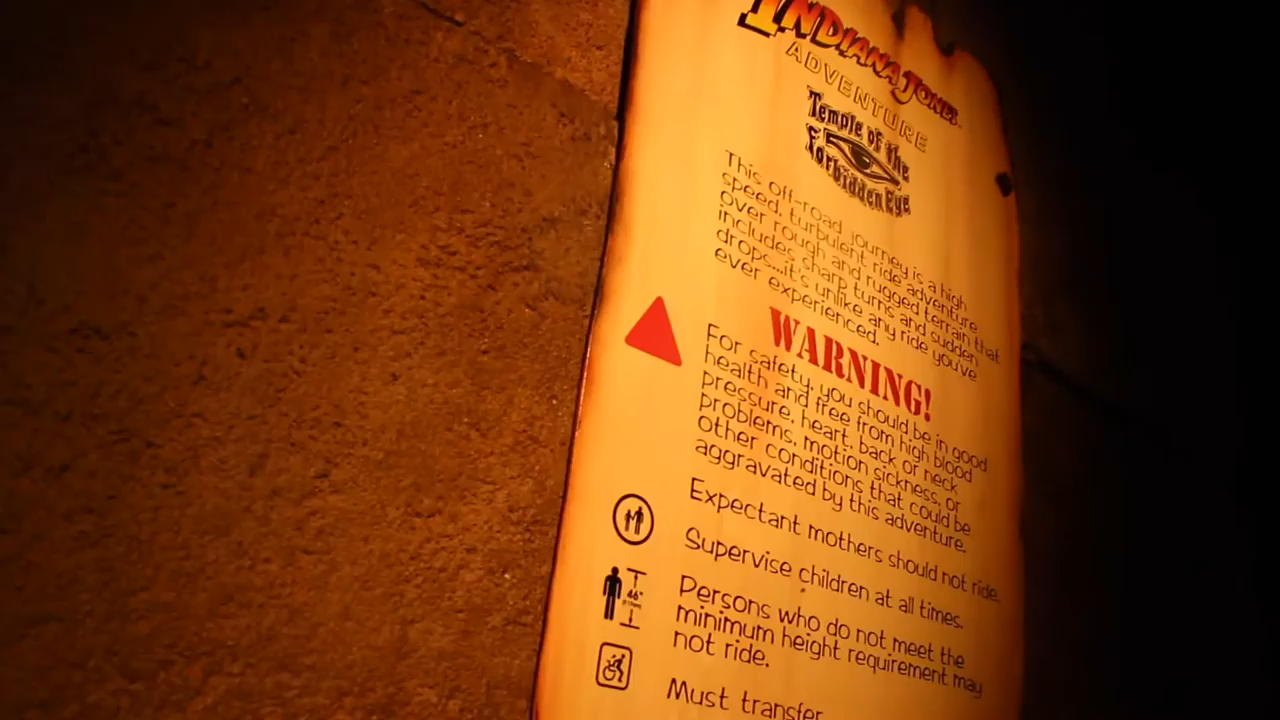 INDIANA JONES
ADVENTURE
Temple of the
Forbidden Eye
This off-road journey is a high
speed, turbulent ride adventure
over rough and rugged terrain that
includes sharp turns and sudden
drops...it's unlike any ride you've
ever experienced.
WARNING!
For safety, you should be in good
health and free from high blood
pressure, heart, back or neck
problems, motion sickness, or
other conditions that could be
aggravated by this adventure.
Expectant mothers should not ride.
Supervise children at all times.
46"
Persons who do not meet the
minimum height requirement may
not ride.
Must transfer